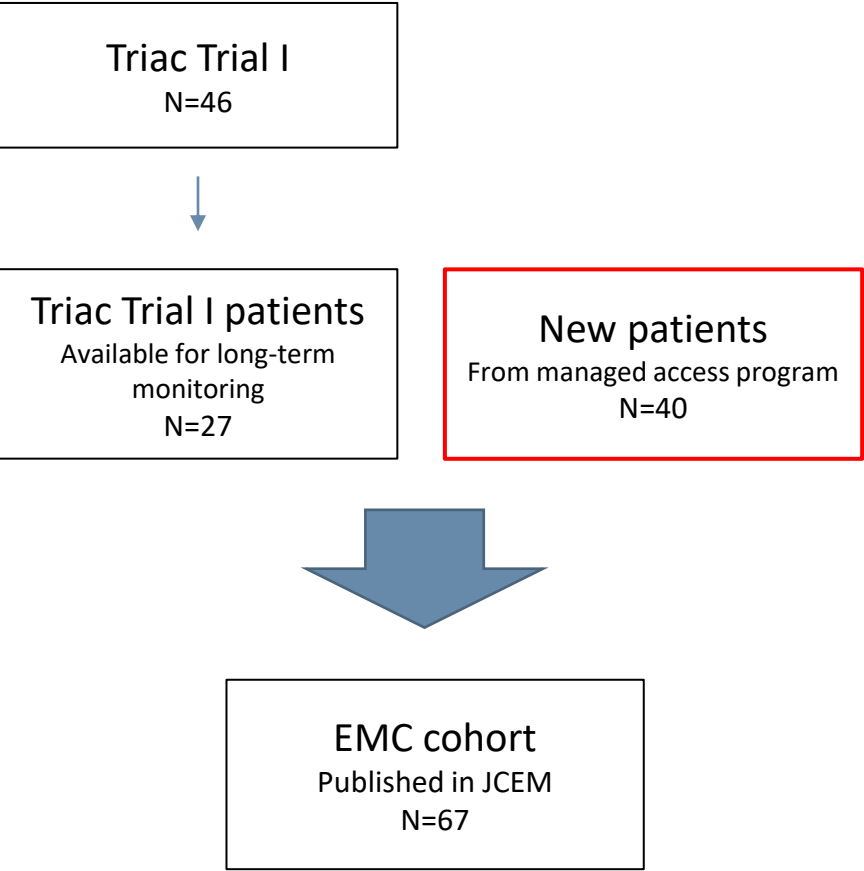 Triac Trial I
N=46
Triac Trial I patients
Available for long-term
monitoring
N=27
New patients
From managed access program
N=40
EMC cohort
Published in JCEM
N=67